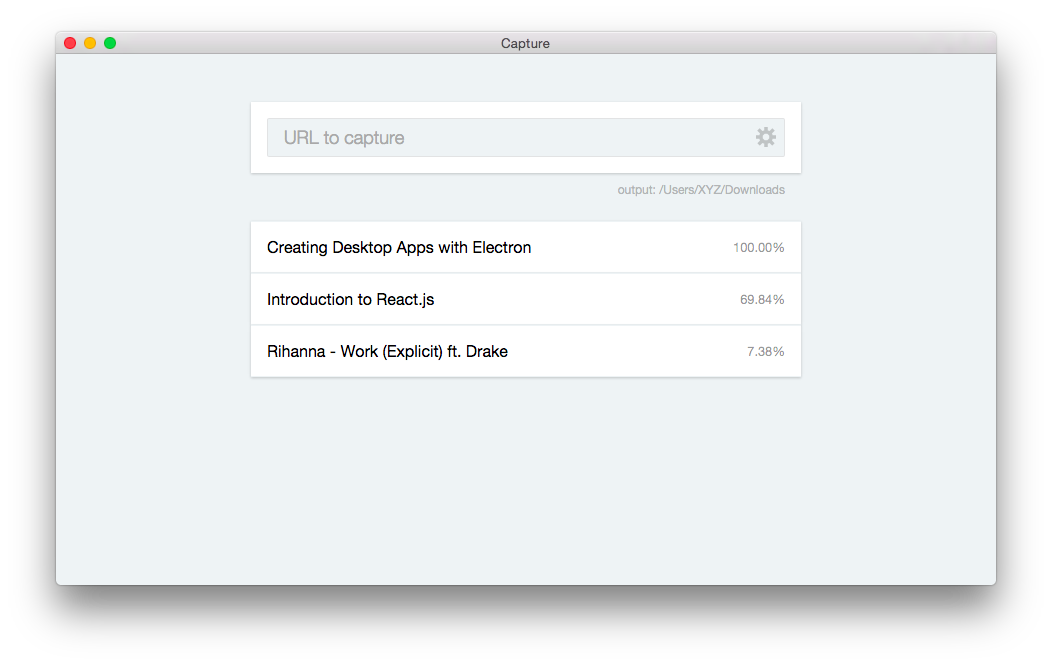 Capture
URL to capture
output: /Users/XYZ/Downloads
Creating Desktop Apps with Electron 100.00%
Introduction to React.js 69.84%
Rihanna - Work (Explicit) ft. Drake 7.38%